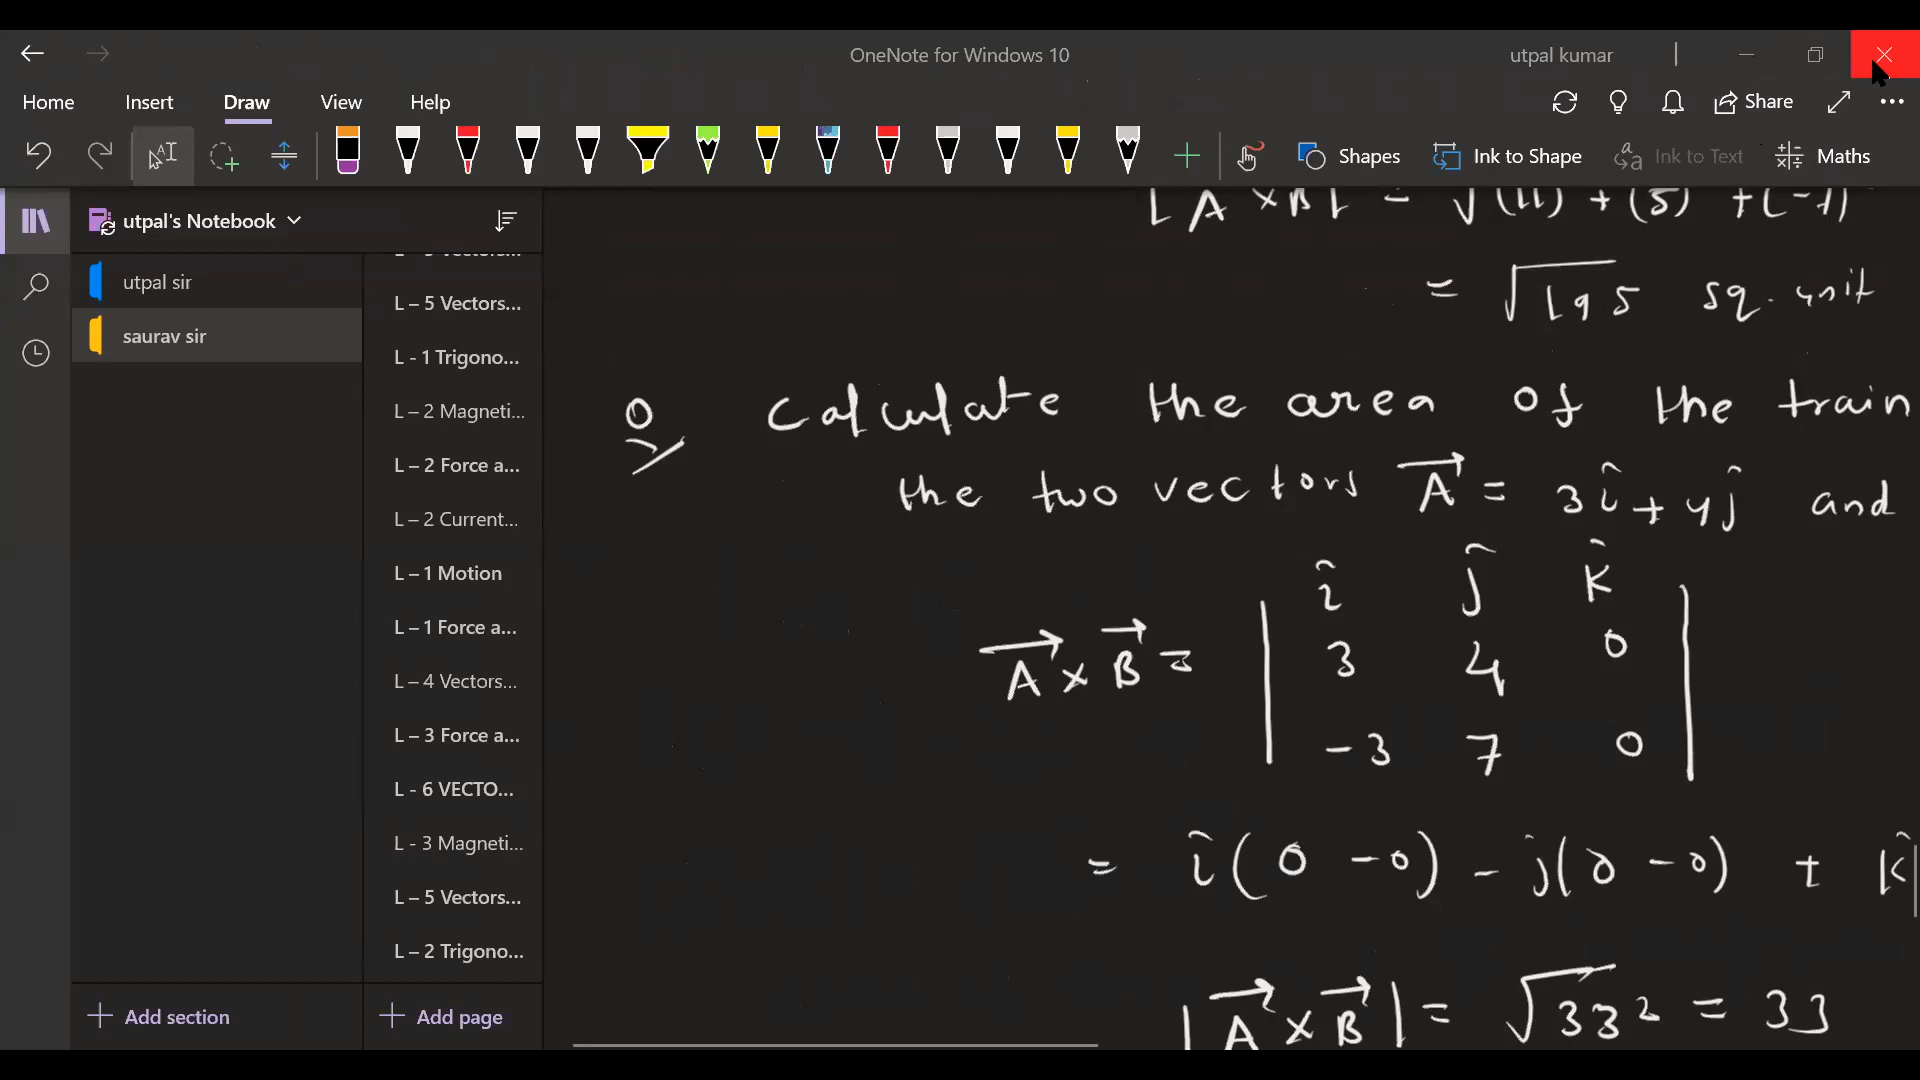 OneNote for Windows 10
utpal kumar
Home Insert Draw View Help
Share
Shapes Ink to Shape Ink to Text Maths
utpal's Notebook
utpal sir
saurav sir
L – 5 Vectors...
L - 1 Trigono...
L – 2 Magneti...
L – 2 Force a...
L – 2 Current...
L – 1 Motion
L – 1 Force a...
L – 4 Vectors...
L – 3 Force a...
L - 6 VECTO...
L - 3 Magneti...
L – 5 Vectors...
L – 2 Trigono...
Add section
Add page
= √195 sq. unit
Q Calculate the area of the train
the two vectors A⃗ = 3î + 4ĵ and
î ĵ k̂
A⃗ × B⃗ = | 3 4 0 |
-3 7 0
= î(0 - 0) - ĵ(0 - 0) + k̂
|A⃗ × B⃗| = √33² = 33